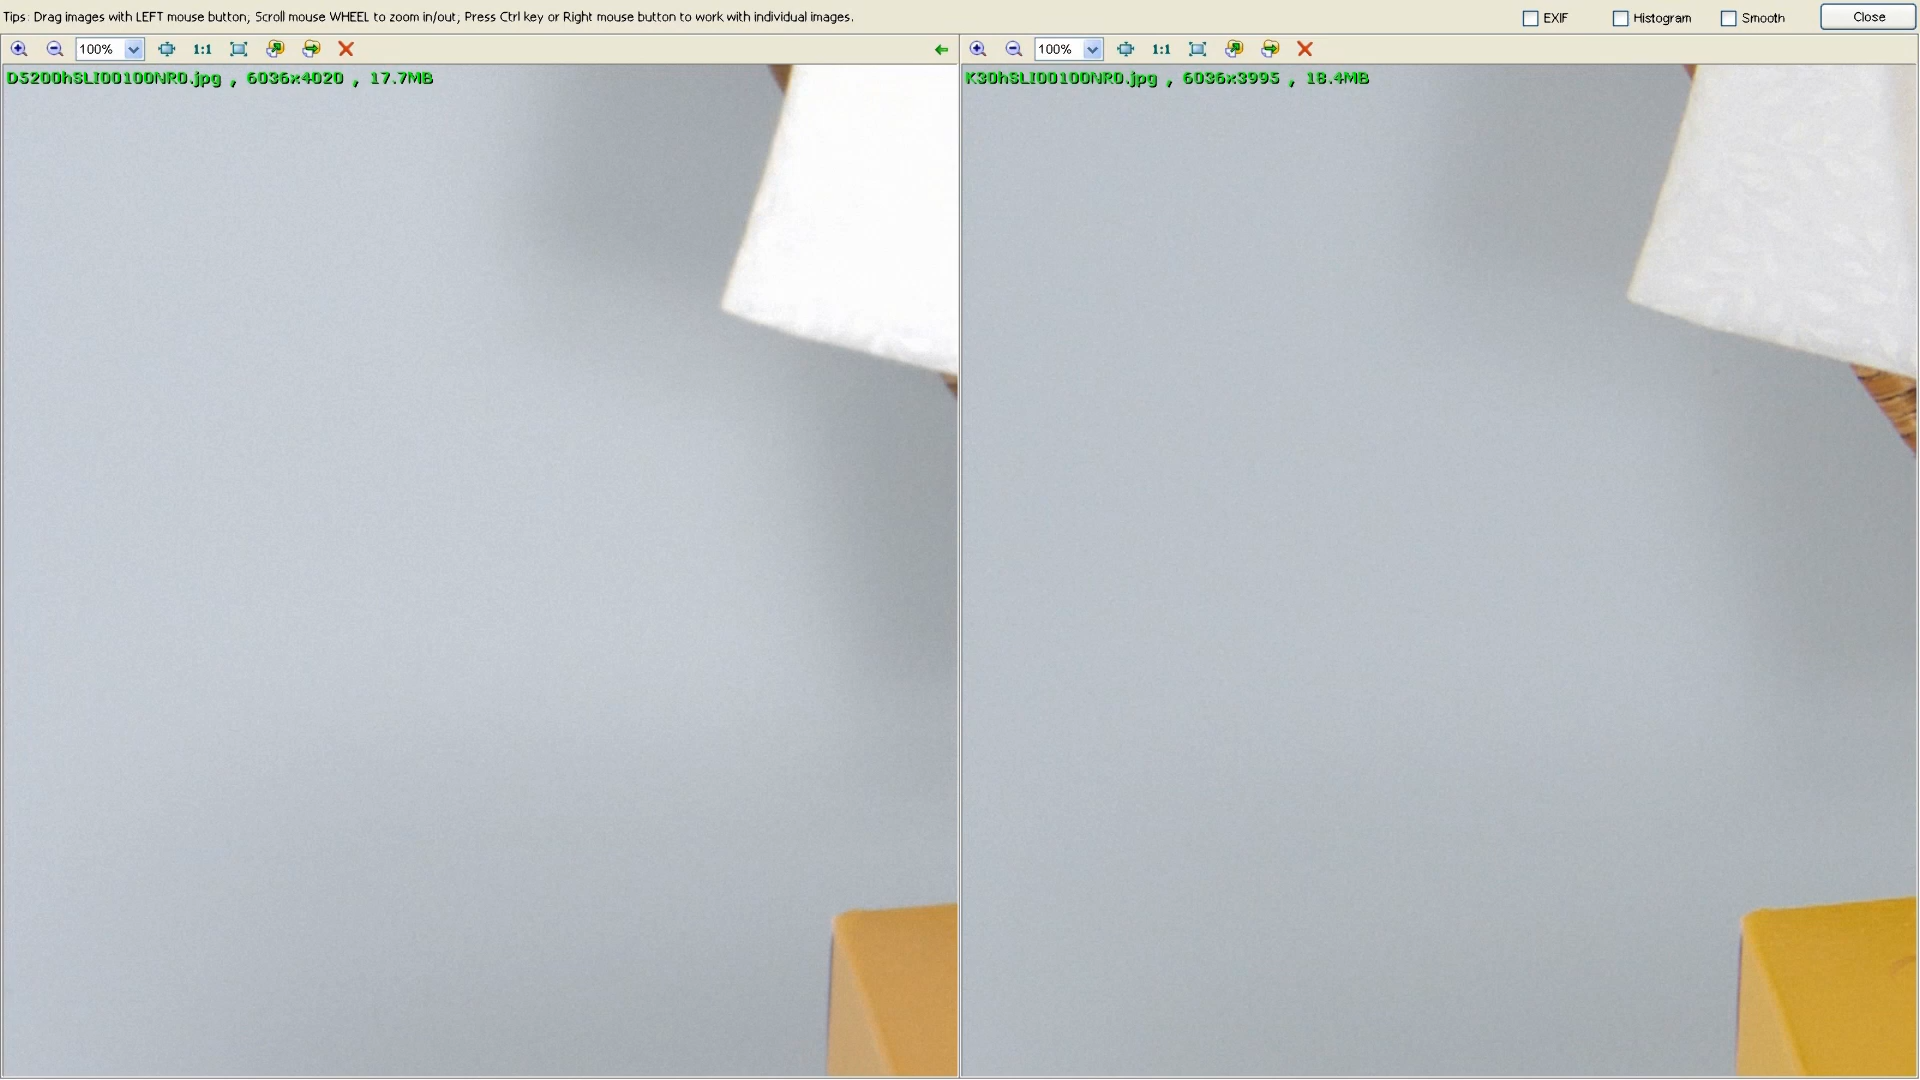 Tips: Drag images with LEFT mouse button, Scroll mouse WHEEL to zoom in/out, Press Ctrl key or Right mouse button to work with individual images.
EXIF
Histogram
Smooth
Close
100%
1:1
100%
1:1
D5200hSLI00100NR0.jpg , 6036x4020 , 17.7MB
K30hSLI00100NR0.jpg , 6036x3995 , 18.4MB